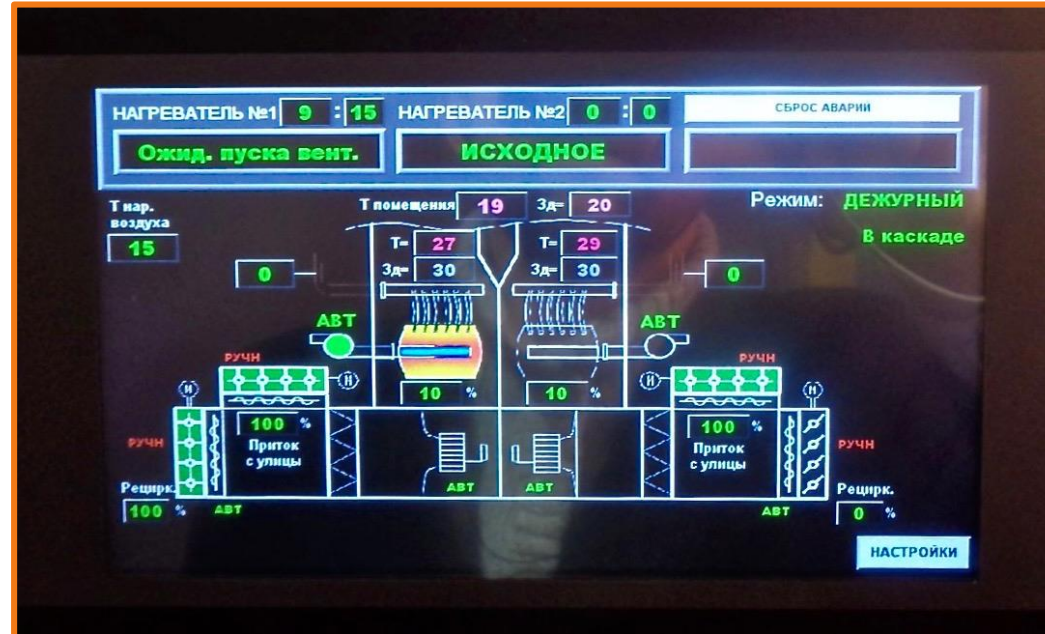 НАГРЕВАТЕЛЬ №1 9 : 15 НАГРЕВАТЕЛЬ №2 0 : 0 СБРОС АВАРИИ
Ожид. пуска вент. ИСХОДНОЕ
Т нар. Т помещения 19 Зд= 20 Режим: ДЕЖУРНЫЙ
воздуха
15 Т= 27 Т= 29 В каскаде
0 Зд= 30 Зд= 30 0
АВТ АВТ
РУЧН РУЧН
М М
10 % 10 %
М М
100 % 100 %
РУЧН Приток Приток РУЧН
с улицы с улицы
Рецирк. АВТ АВТ Рецирк.
100 % АВТ АВТ 0 %
НАСТРОЙКИ